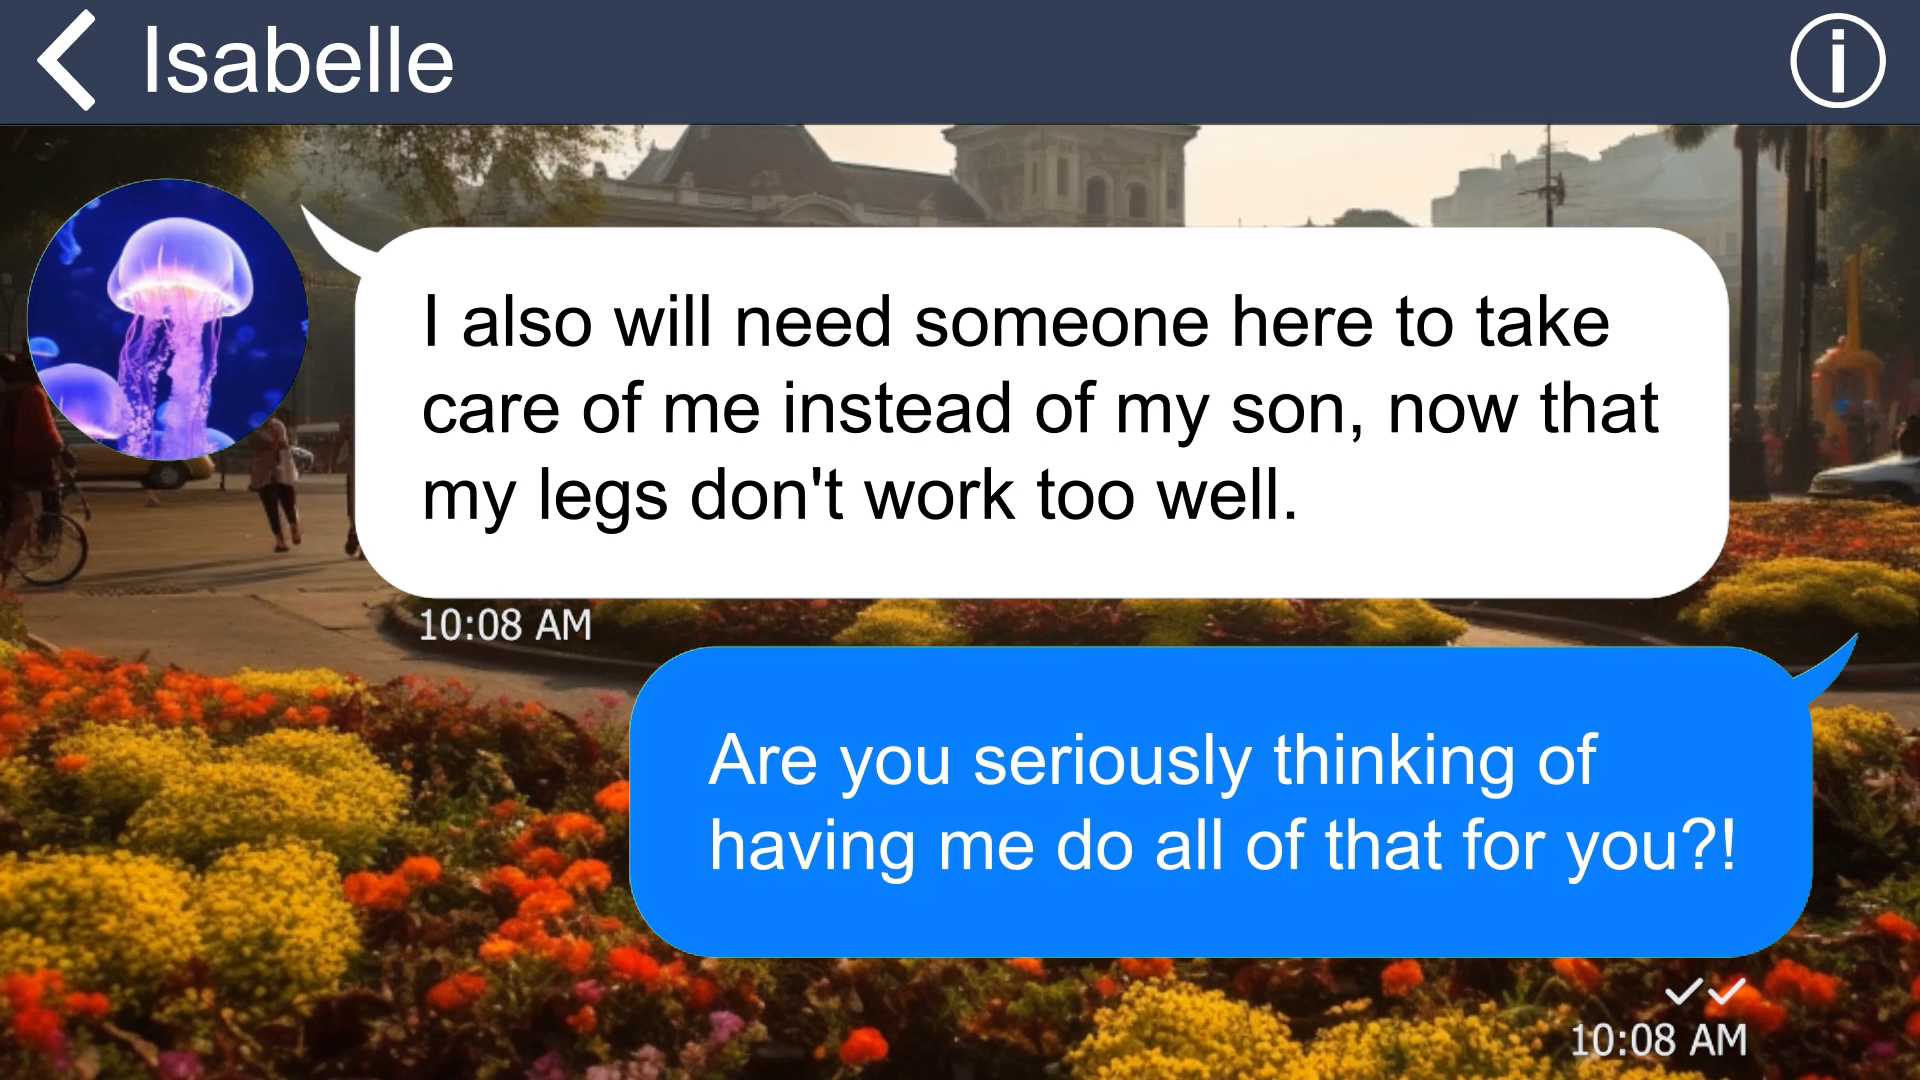 Isabelle
I also will need someone here to take
care of me instead of my son, now that
my legs don't work too well.
10:08 AM
Are you seriously thinking of
having me do all of that for you?!
10:08 AM